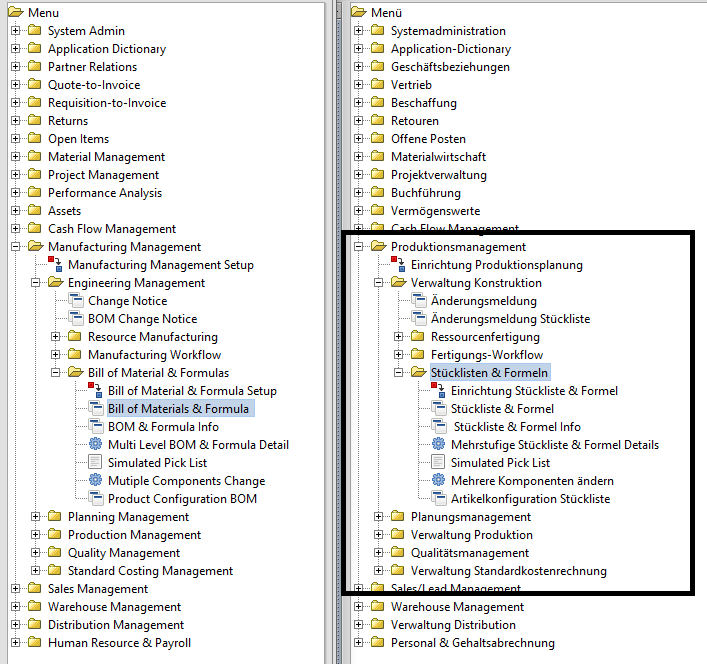 Menu
System Admin
Application Dictionary
Partner Relations
Quote-to-Invoice
Requisition-to-Invoice
Returns
Open Items
Material Management
Project Management
Performance Analysis
Assets
Cash Flow Management
Manufacturing Management
Manufacturing Management Setup
Engineering Management
Change Notice
BOM Change Notice
Resource Manufacturing
Manufacturing Workflow
Bill of Material & Formulas
Bill of Material & Formula Setup
Bill of Materials & Formula
BOM & Formula Info
Multi Level BOM & Formula Detail
Simulated Pick List
Mutiple Components Change
Product Configuration BOM
Planning Management
Production Management
Quality Management
Standard Costing Management
Sales Management
Warehouse Management
Distribution Management
Human Resource & Payroll
Menü
Systemadministration
Application-Dictionary
Geschäftsbeziehungen
Vertrieb
Beschaffung
Retouren
Offene Posten
Materialwirtschaft
Projektverwaltung
Buchführung
Vermögenswerte
Cash Flow Management
Produktionsmanagement
Einrichtung Produktionsplanung
Verwaltung Konstruktion
Änderungsmeldung
Änderungsmeldung Stückliste
Ressourcenfertigung
Fertigungs-Workflow
Stücklisten & Formeln
Einrichtung Stückliste & Formel
Stückliste & Formel
Stückliste & Formel Info
Mehrstufige Stückliste & Formel Details
Simulated Pick List
Mehrere Komponenten ändern
Artikelkonfiguration Stückliste
Planungsmanagement
Verwaltung Produktion
Qualitätsmanagement
Verwaltung Standardkostenrechnung
Sales/Lead Management
Warehouse Management
Verwaltung Distribution
Personal & Gehaltsabrechnung